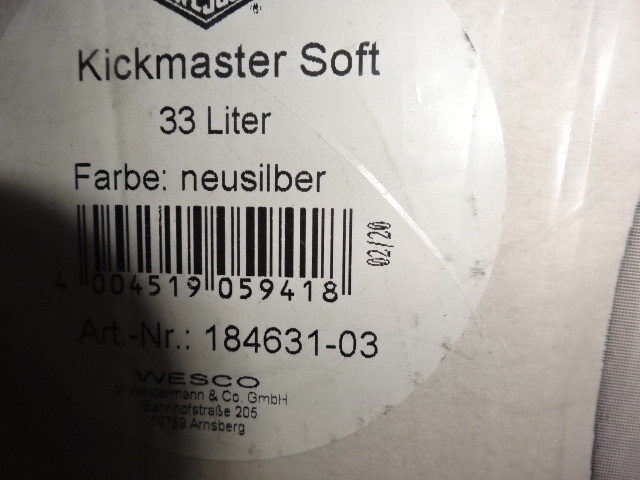 Kickmaster Soft
33 Liter
Farbe: neusilber
02/20
4 004519 059418
Art.-Nr.: 184631-03
WESCO
M.Westermann & Co. GmbH
Bahnhofstraße 205
59759 Arnsberg